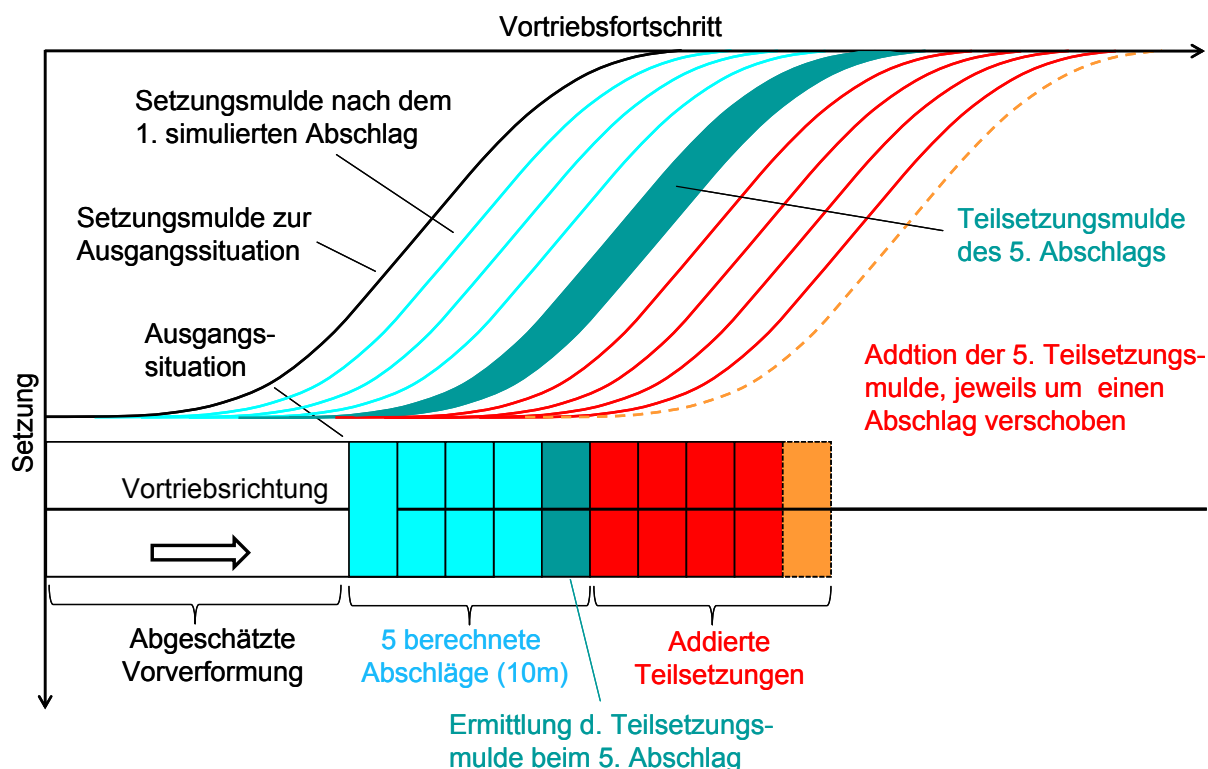 Vortriebsfortschritt
Setzungsmulde nach dem
1. simulierten Abschlag
Setzungsmulde zur
Ausgangssituation
Teilsetzungsmulde
des 5. Abschlags
Ausgangs-
situation
Addtion der 5. Teilsetzungs-
mulde, jeweils um einen
Abschlag verschoben
Setzung
Vortriebsrichtung
Abgeschätzte
Vorverformung
5 berechnete
Abschläge (10m)
Addierte
Teilsetzungen
Ermittlung d. Teilsetzungs-
mulde beim 5. Abschlag